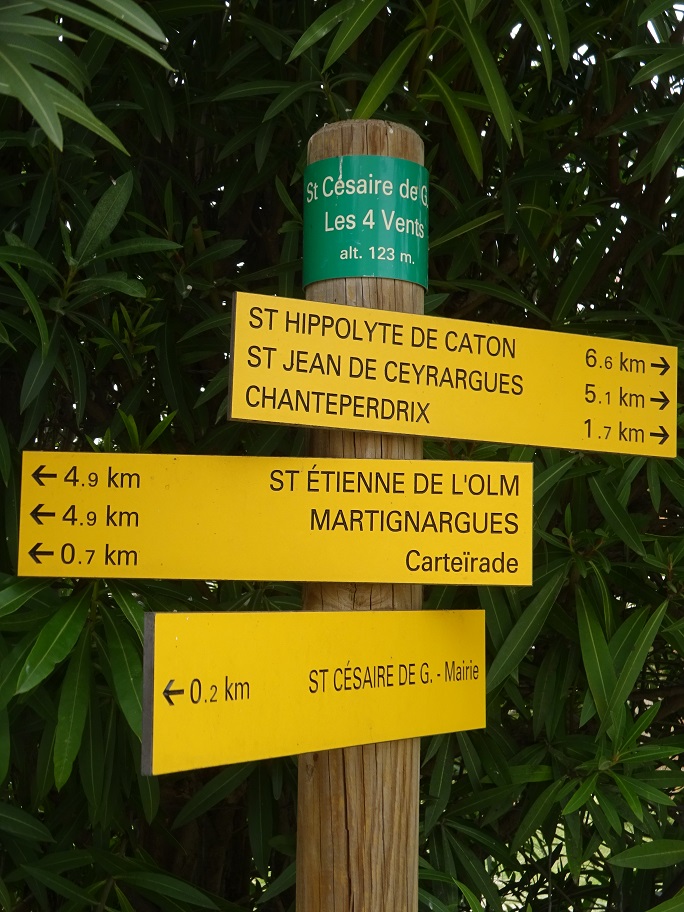 St Césaire de G.
Les 4 Vents
alt. 123 m.
ST HIPPOLYTE DE CATON 6.6 km →
ST JEAN DE CEYRARGUES 5.1 km →
CHANTEPERDRIX 1.7 km →
← 4.9 km ST ÉTIENNE DE L'OLM
← 4.9 km MARTIGNARGUES
← 0.7 km Carteïrade
← 0.2 km ST CÉSAIRE DE G. - Mairie